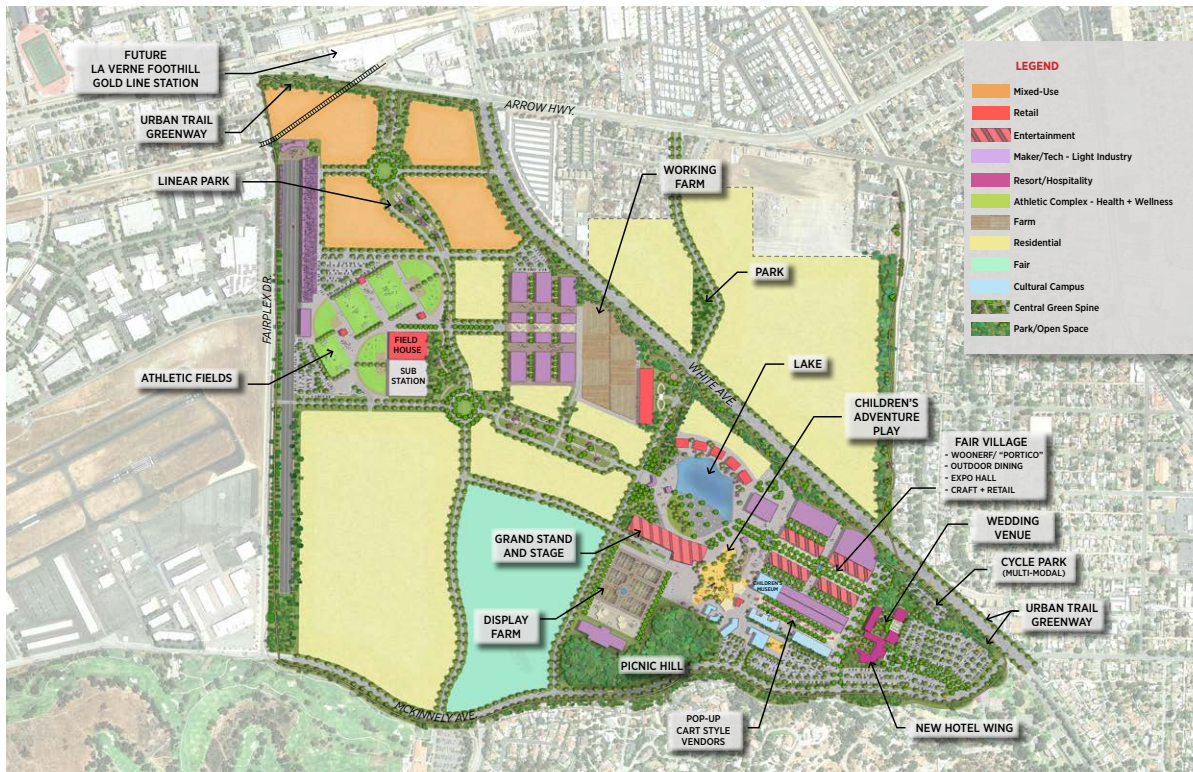 FUTURE
LA VERNE FOOTHILL
GOLD LINE STATION
URBAN TRAIL
GREENWAY
ARROW HWY.
LINEAR PARK
WORKING
FARM
PARK
FAIRPLEX DR.
FIELD
HOUSE
SUB
STATION
ATHLETIC FIELDS
WHITE AVE.
LAKE
CHILDREN'S
ADVENTURE
PLAY
FAIR VILLAGE
- WOONERF/ “PORTICO”
- OUTDOOR DINING
- EXPO HALL
- CRAFT + RETAIL
GRAND STAND
AND STAGE
WEDDING
VENUE
CYCLE PARK
(MULTI-MODAL)
CHILDREN'S
MUSEUM
URBAN TRAIL
GREENWAY
DISPLAY
FARM
PICNIC HILL
MCKINNELY AVE.
POP-UP
CART STYLE
VENDORS
NEW HOTEL WING
LEGEND
Mixed-Use
Retail
Entertainment
Maker/Tech - Light Industry
Resort/Hospitality
Athletic Complex - Health + Wellness
Farm
Residential
Fair
Cultural Campus
Central Green Spine
Park/Open Space